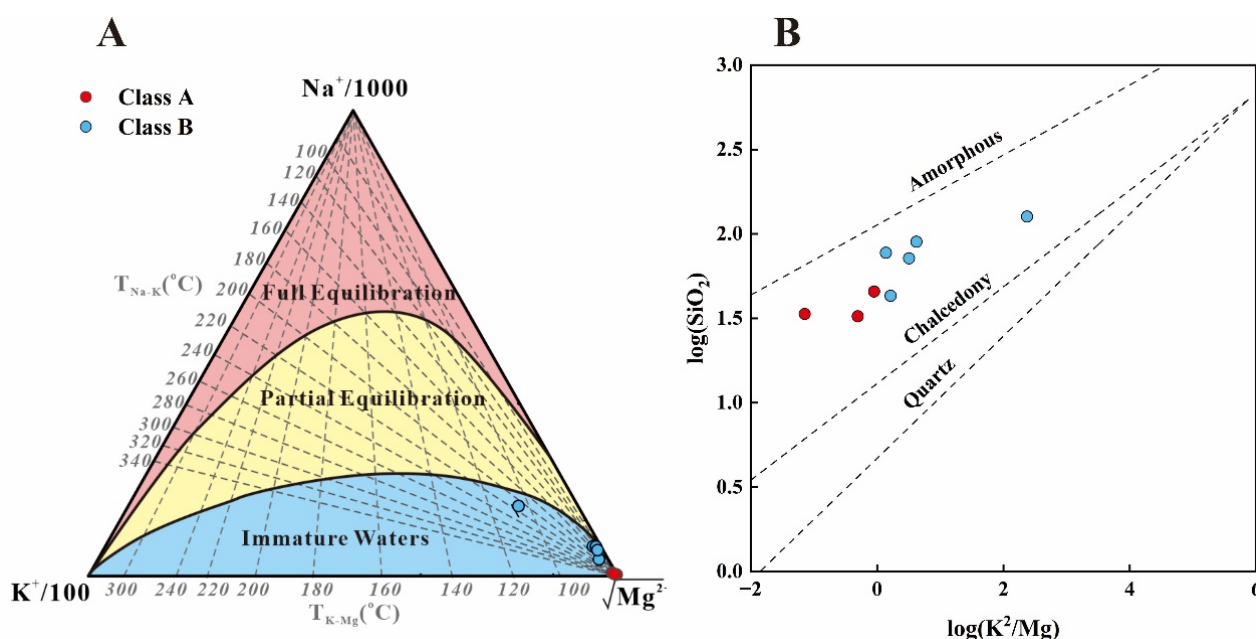 A
Na⁺/1000
Class A
Class B
100
120
140
160
180
200
220
240
260
280
300
320
340
T_Na-K(°C)
Full Equilibration
Partial Equilibration
Immature Waters
K⁺/100
300 240 220 200 180 160 140 120 100
√Mg²⁻
T_K-Mg(°C)
B
3.0
2.5
2.0
1.5
1.0
0.5
0.0
log(SiO₂)
Amorphous
Chalcedony
Quartz
−2 0 2 4 6
log(K²/Mg)